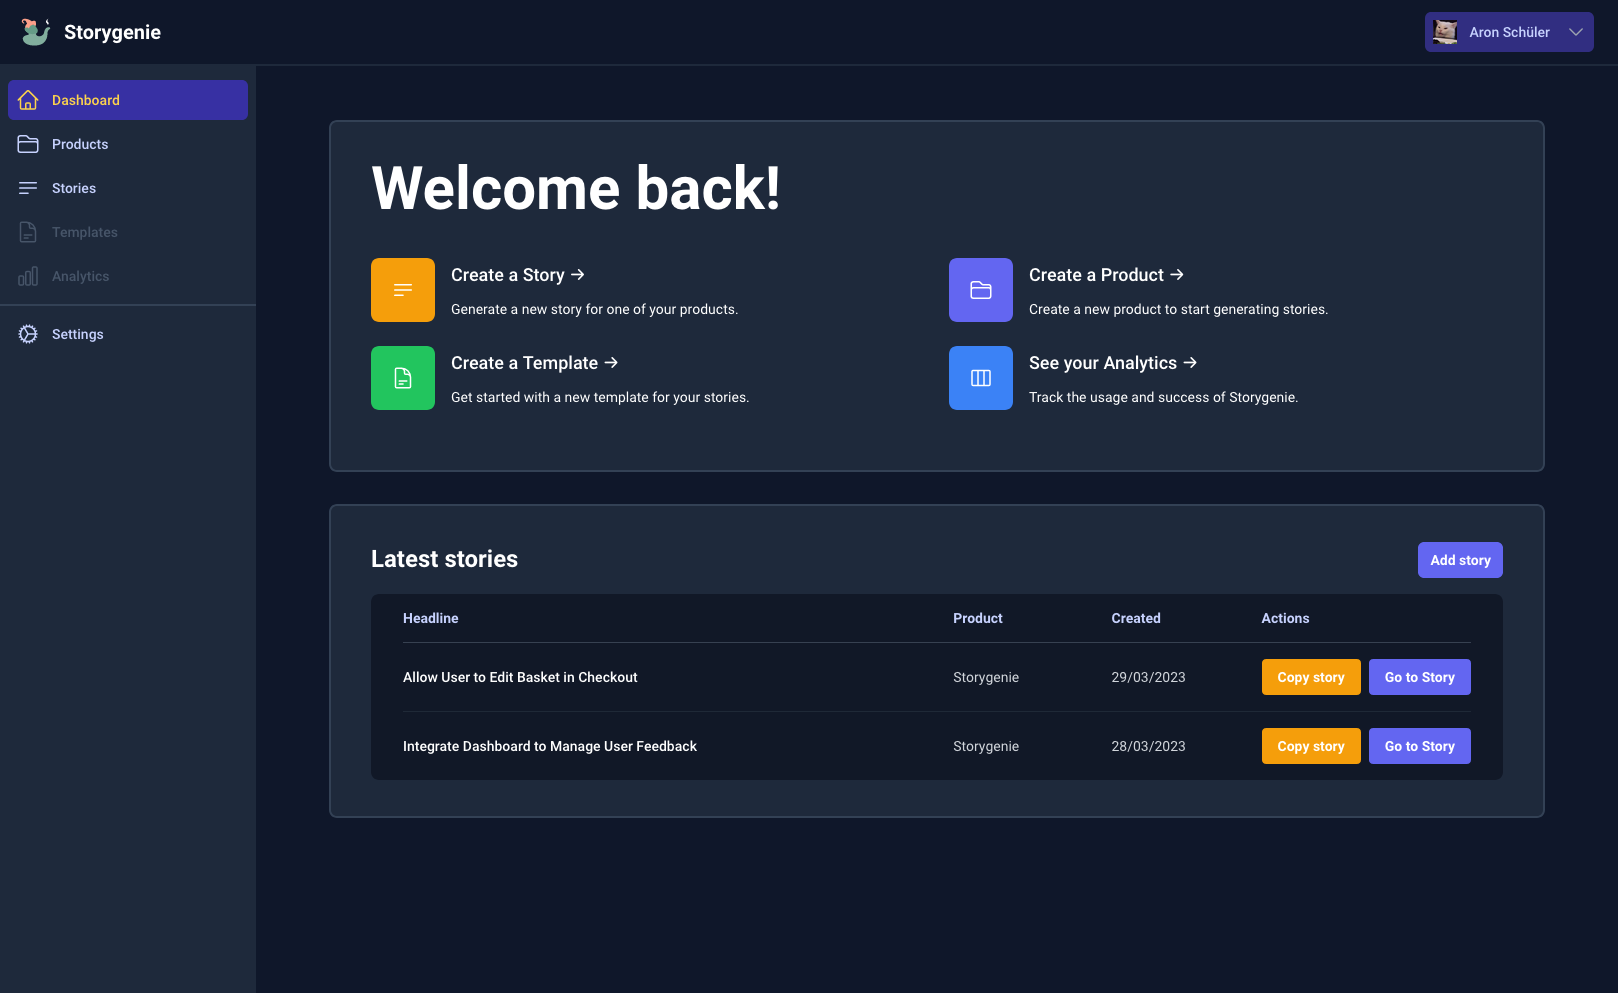 Storygenie
Aron Schüler
Dashboard
Products
Stories
Templates
Analytics
Settings
Welcome back!
Create a Story →
Generate a new story for one of your products.
Create a Product →
Create a new product to start generating stories.
Create a Template →
Get started with a new template for your stories.
See your Analytics →
Track the usage and success of Storygenie.
Latest stories
Add story
Headline Product Created Actions
Allow User to Edit Basket in Checkout Storygenie 29/03/2023 Copy story Go to Story
Integrate Dashboard to Manage User Feedback Storygenie 28/03/2023 Copy story Go to Story